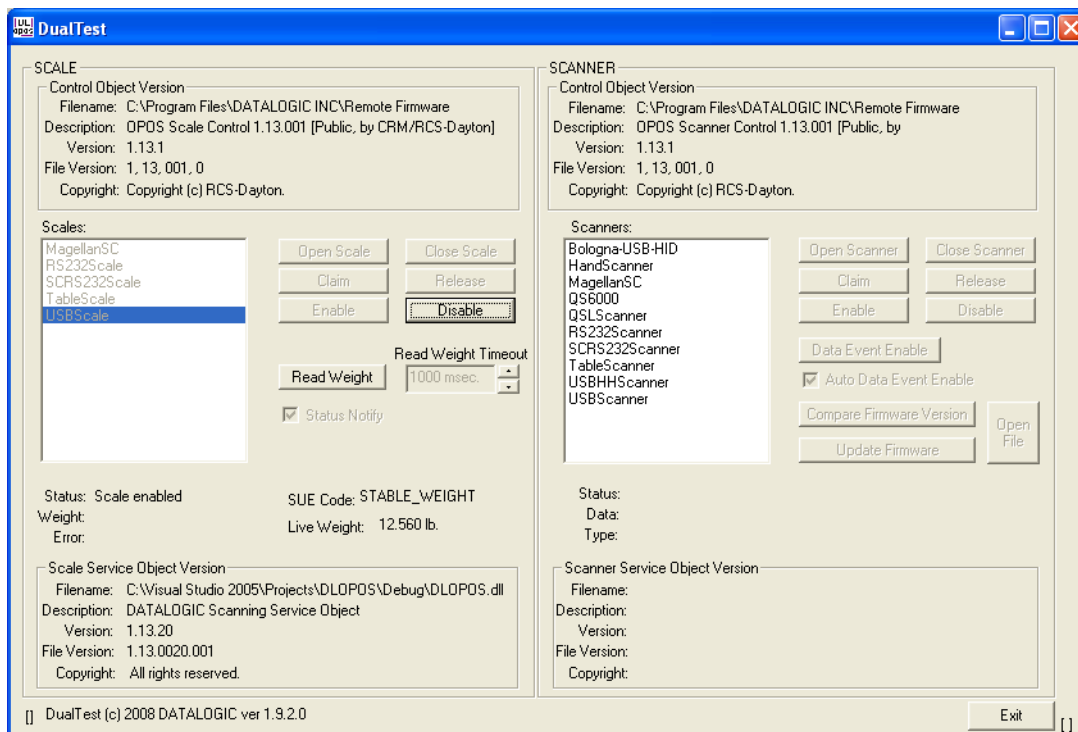 UL
opos
DualTest
SCALE
Control Object Version
Filename: C:\Program Files\DATALOGIC INC\Remote Firmware
Description: OPOS Scale Control 1.13.001 [Public, by CRM/RCS-Dayton]
Version: 1.13.1
File Version: 1, 13, 001, 0
Copyright: Copyright (c) RCS-Dayton.
Scales:
MagellanSC
RS232Scale
SCRS232Scale
TableScale
USBScale
Open Scale
Close Scale
Claim
Release
Enable
Disable
Read Weight Timeout
Read Weight
1000 msec.
Status Notify
Status: Scale enabled
Weight:
Error:
SUE Code: STABLE_WEIGHT
Live Weight: 12.560 lb.
Scale Service Object Version
Filename: C:\Visual Studio 2005\Projects\DLOPOS\Debug\DLOPOS.dll
Description: DATALOGIC Scanning Service Object
Version: 1.13.20
File Version: 1.13.0020.001
Copyright: All rights reserved.
SCANNER
Control Object Version
Filename: C:\Program Files\DATALOGIC INC\Remote Firmware
Description: OPOS Scanner Control 1.13.001 [Public, by
Version: 1.13.1
File Version: 1, 13, 001, 0
Copyright: Copyright (c) RCS-Dayton.
Scanners:
Bologna-USB-HID
HandScanner
MagellanSC
QS6000
QSLScanner
RS232Scanner
SCRS232Scanner
TableScanner
USBHHScanner
USBScanner
Open Scanner
Close Scanner
Claim
Release
Enable
Disable
Data Event Enable
Auto Data Event Enable
Compare Firmware Version
Update Firmware
Open
File
Status:
Data:
Type:
Scanner Service Object Version
Filename:
Description:
Version:
File Version:
Copyright:
[] DualTest (c) 2008 DATALOGIC ver 1.9.2.0
Exit
[ ]